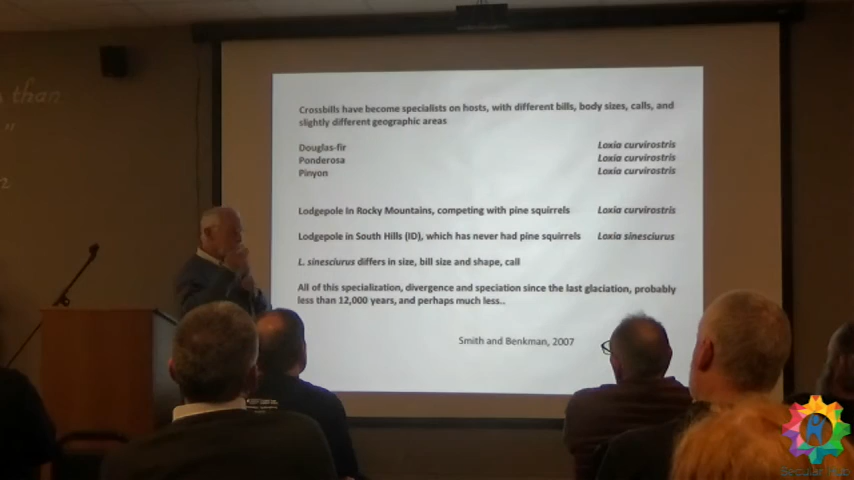 s than
"
2
Crossbills have become specialists on hosts, with different bills, body sizes, calls, and
slightly different geographic areas
Douglas-fir Loxia curvirostris
Ponderosa Loxia curvirostris
Pinyon Loxia curvirostris
Lodgepole In Rocky Mountains, competing with pine squirrels Loxia curvirostris
Lodgepole in South Hills (ID), which has never had pine squirrels Loxia sinesciurus
L. sinesciurus differs in size, bill size and shape, call
All of this specialization, divergence and speciation since the last glaciation, probably
less than 12,000 years, and perhaps much less..
Smith and Benkman, 2007
Secular Hub